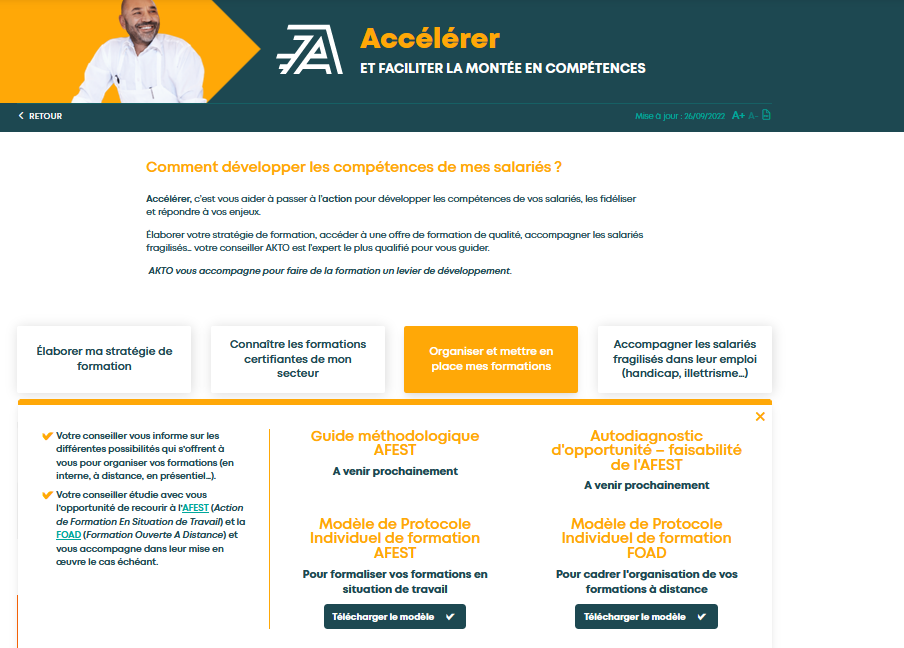 Accélérer
ET FACILITER LA MONTÉE EN COMPÉTENCES
RETOUR
Mise à jour : 26/09/2022 A+ A-
Comment développer les compétences de mes salariés ?
Accélérer, c'est vous aider à passer à l'action pour développer les compétences de vos salariés, les fidéliser
et répondre à vos enjeux.
Élaborer votre stratégie de formation, accéder à une offre de formation de qualité, accompagner les salariés
fragilisés… votre conseiller AKTO est l'expert le plus qualifié pour vous guider.
AKTO vous accompagne pour faire de la formation un levier de développement.
Élaborer ma stratégie de
formation
Connaître les formations
certifiantes de mon
secteur
Organiser et mettre en
place mes formations
Accompagner les salariés
fragilisés dans leur emploi
(handicap, illettrisme…)
Votre conseiller vous informe sur les
différentes possibilités qui s'offrent à
vous pour organiser vos formations (en
interne, à distance, en présentiel…).
Votre conseiller étudie avec vous
l'opportunité de recourir à l'AFEST (Action
de Formation En Situation de Travail) et la
FOAD (Formation Ouverte A Distance) et
vous accompagne dans leur mise en
œuvre le cas échéant.
Guide méthodologique
AFEST
A venir prochainement
Autodiagnostic
d'opportunité – faisabilité
de l'AFEST
A venir prochainement
Modèle de Protocole
Individuel de formation
AFEST
Pour formaliser vos formations en
situation de travail
Télécharger le modèle
Modèle de Protocole
Individuel de formation
FOAD
Pour cadrer l'organisation de vos
formations à distance
Télécharger le modèle